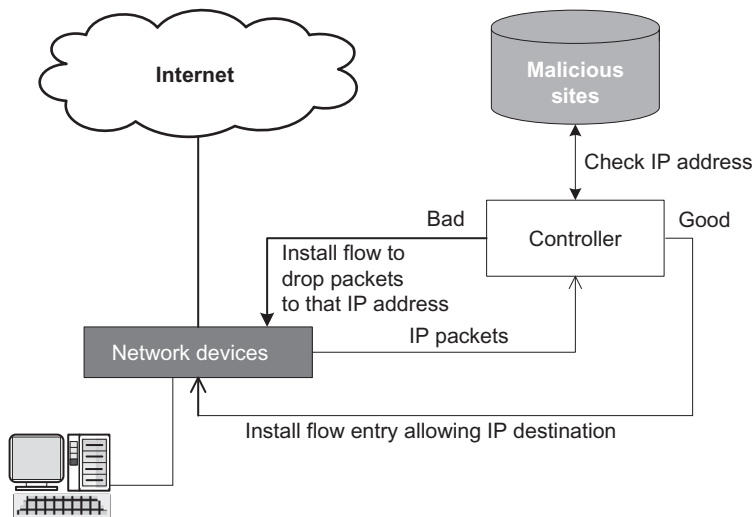 Internet
Malicious
sites
Check IP address
Bad
Good
Controller
Install flow to
drop packets
to that IP address
IP packets
Network devices
Install flow entry allowing IP destination